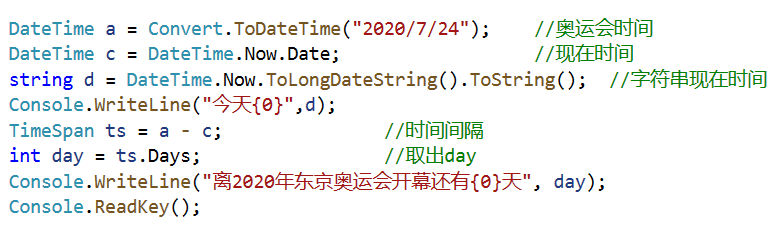 DateTime a = Convert.ToDateTime("2020/7/24");    //奥运会时间
DateTime c = DateTime.Now.Date;                  //现在时间
string d = DateTime.Now.ToLongDateString().ToString();  //字符串现在时间
Console.WriteLine("今天{0}",d);
TimeSpan ts = a - c;                //时间间隔
int day = ts.Days;                  //取出day
Console.WriteLine("离2020年东京奥运会开幕还有{0}天", day);
Console.ReadKey();